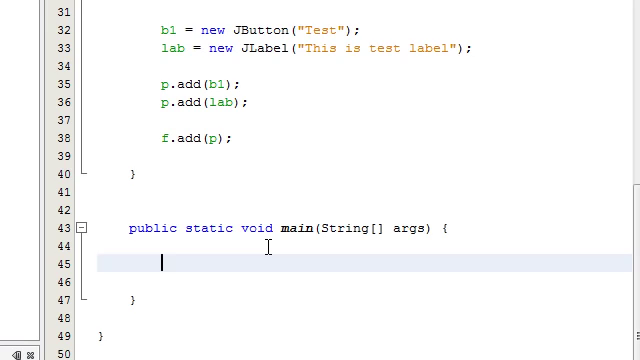 31
32 b1 = new JButton("Test");
33 lab = new JLabel("This is test label");
34
35 p.add(b1);
36 p.add(lab);
37
38 f.add(p);
39
40 }
41
42
43 public static void main(String[] args) {
44
45
46
47 }
48
49 }
50